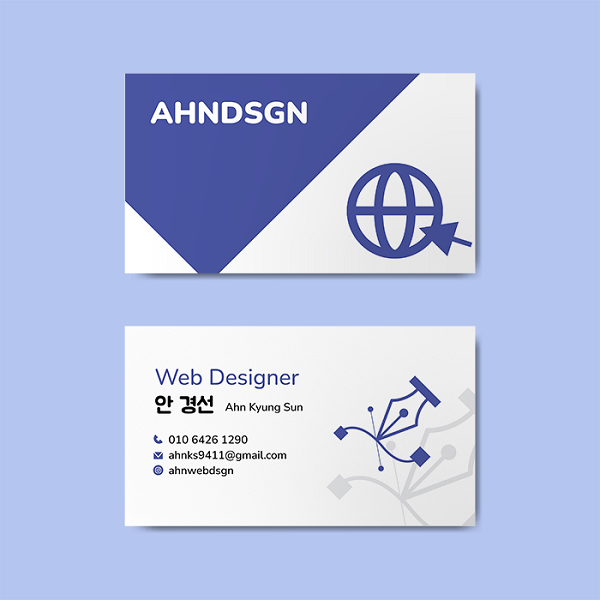 AHNDSGN
Web Designer
안 경선 Ahn Kyung Sun
010 6426 1290
ahnks9411@gmail.com
ahnwebdsgn